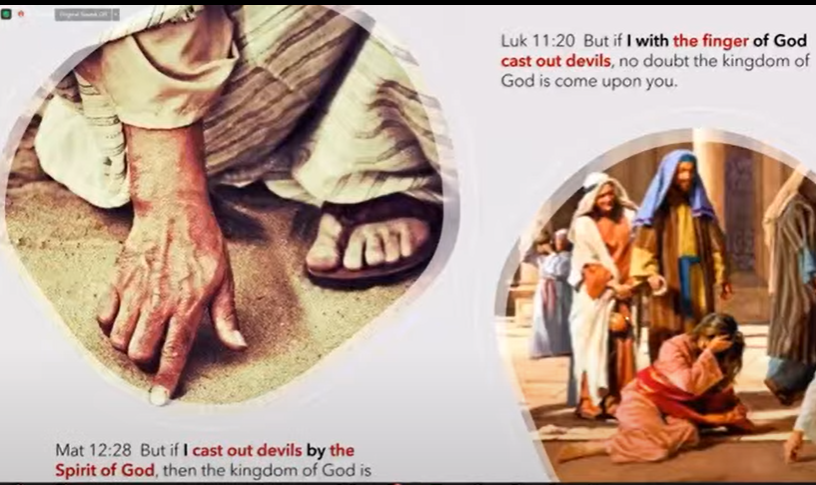 Original Sound: Off
Luk 11:20 But if I with the finger of God
cast out devils, no doubt the kingdom of
God is come upon you.
Mat 12:28 But if I cast out devils by the
Spirit of God, then the kingdom of God is